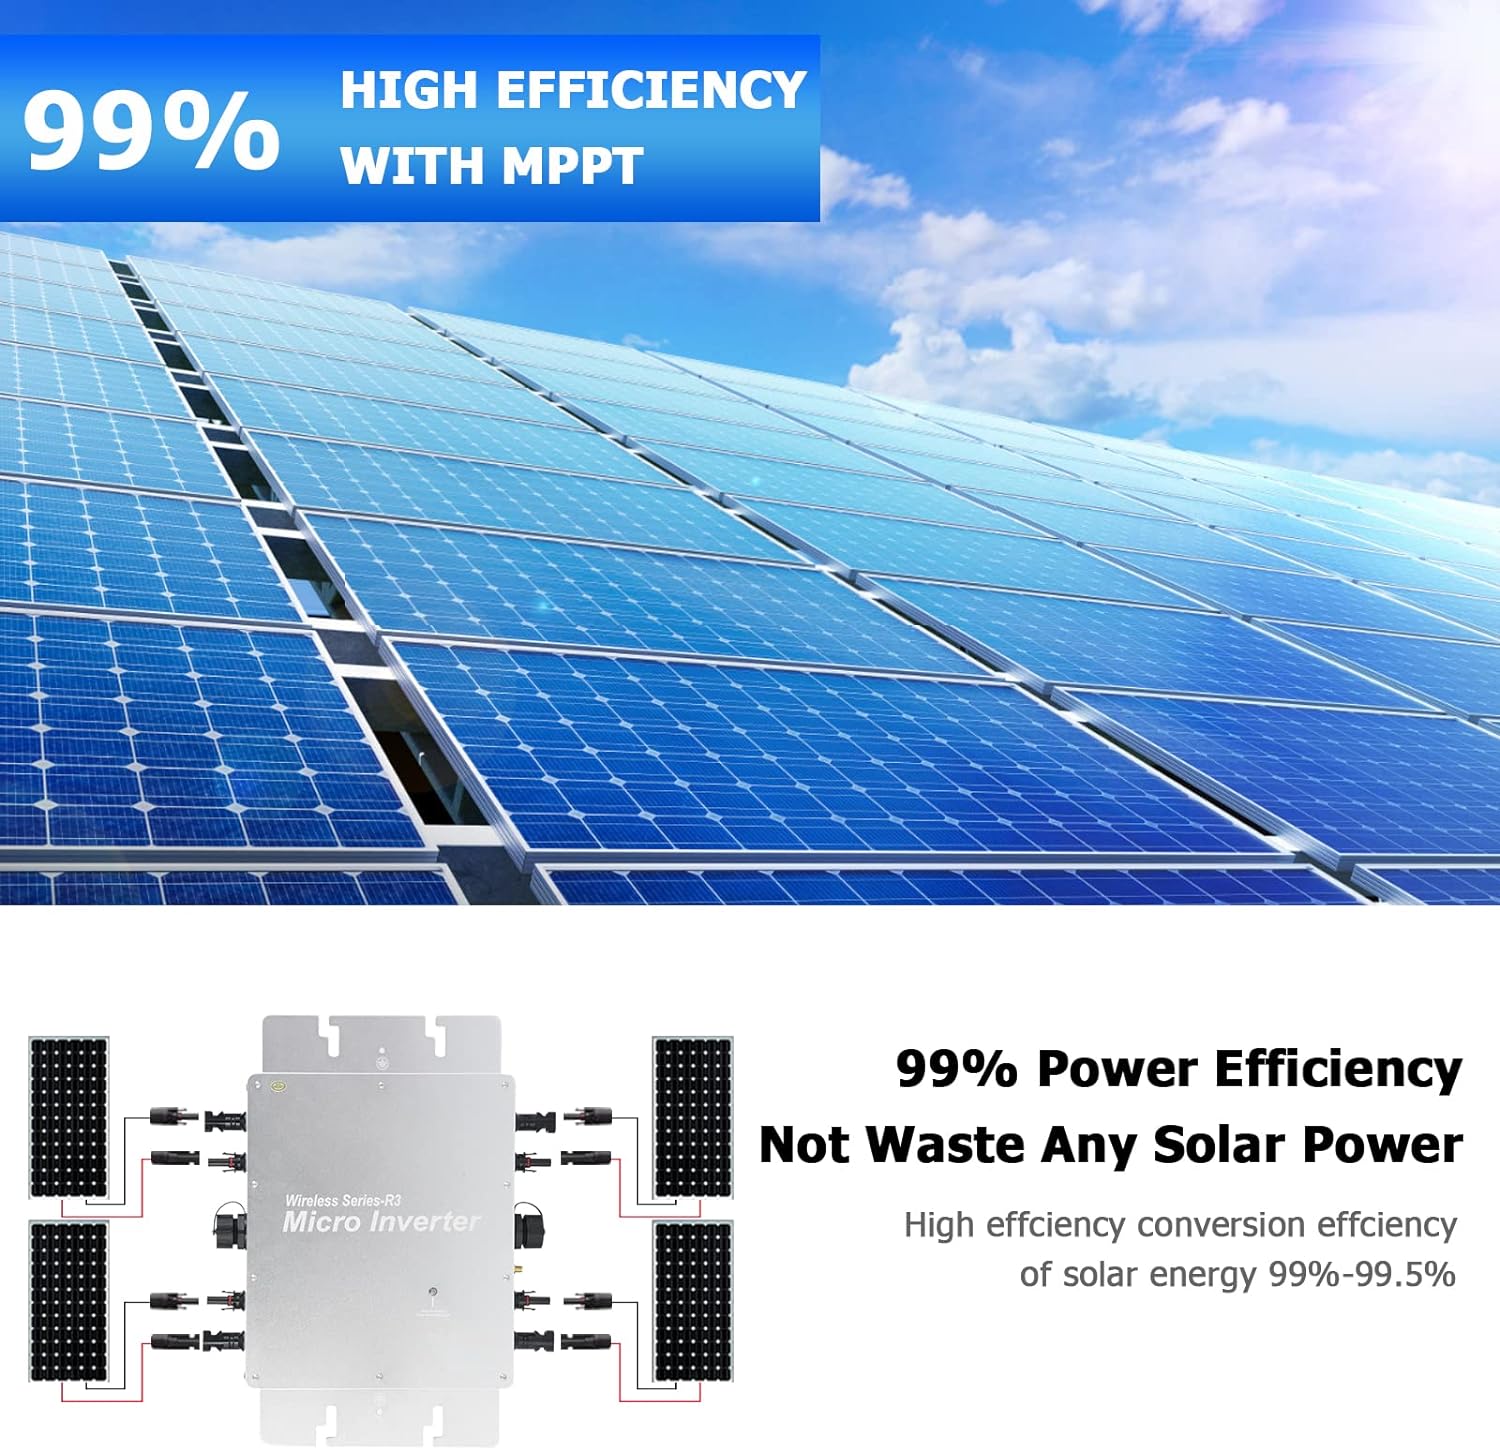 99%
HIGH EFFICIENCY
WITH MPPT
Wireless Series-R3
Micro Inverter
99% Power Efficiency
Not Waste Any Solar Power
High effciency conversion effciency
of solar energy 99%-99.5%